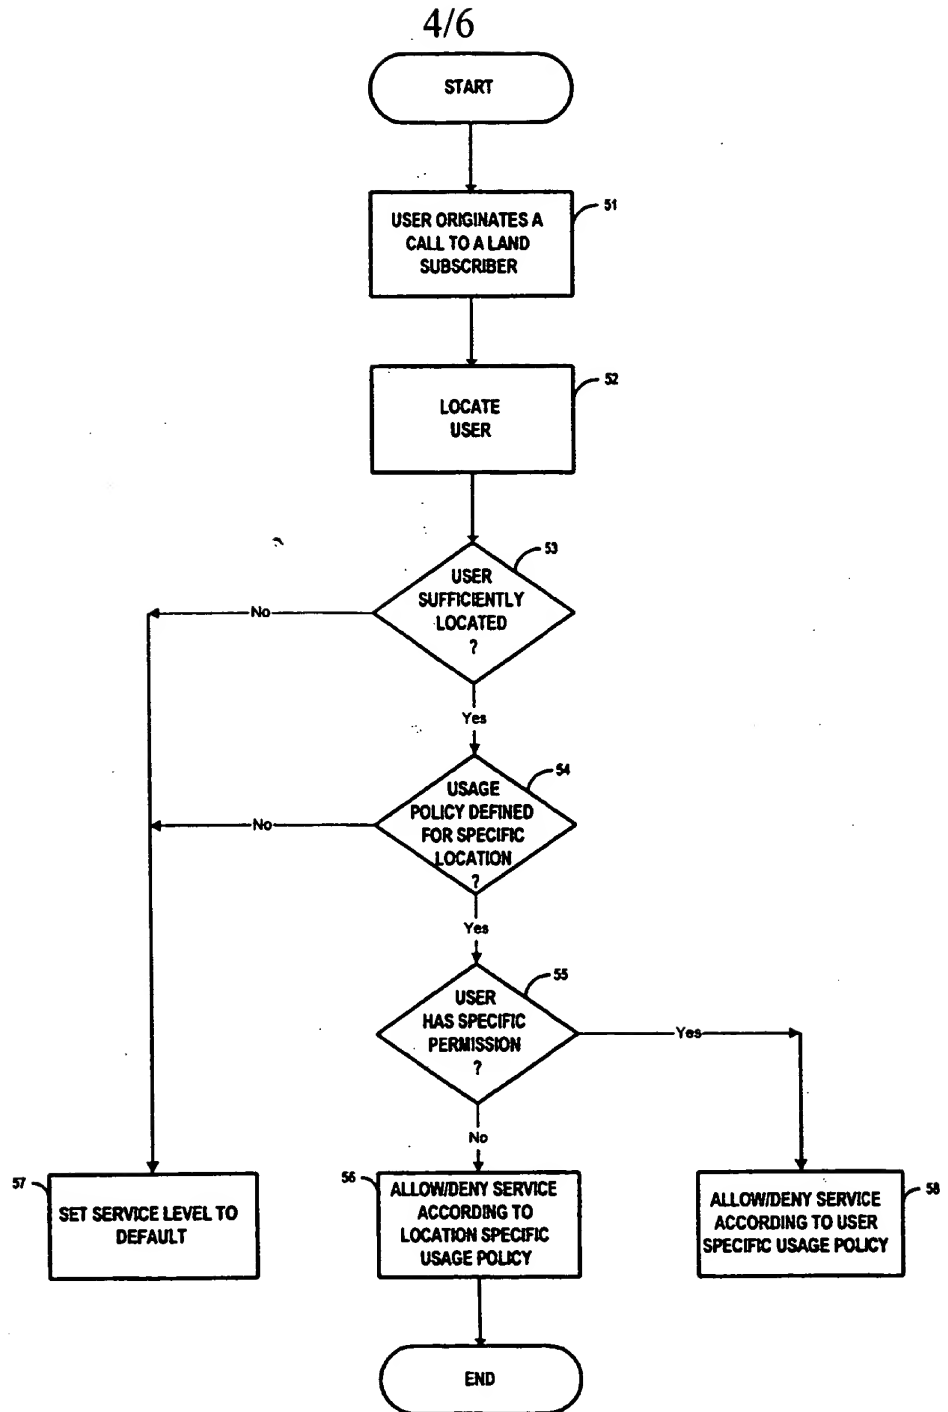 4/6
START
51
USER ORIGINATES A
CALL TO A LAND
SUBSCRIBER
52
LOCATE
USER
53
USER
SUFFICIENTLY
LOCATED
?
No
Yes
54
USAGE
POLICY DEFINED
FOR SPECIFIC
LOCATION
?
No
Yes
55
USER
HAS SPECIFIC
PERMISSION
?
Yes
No
57
SET SERVICE LEVEL TO
DEFAULT
56
ALLOW/DENY SERVICE
ACCORDING TO
LOCATION SPECIFIC
USAGE POLICY
58
ALLOW/DENY SERVICE
ACCORDING TO USER
SPECIFIC USAGE POLICY
END